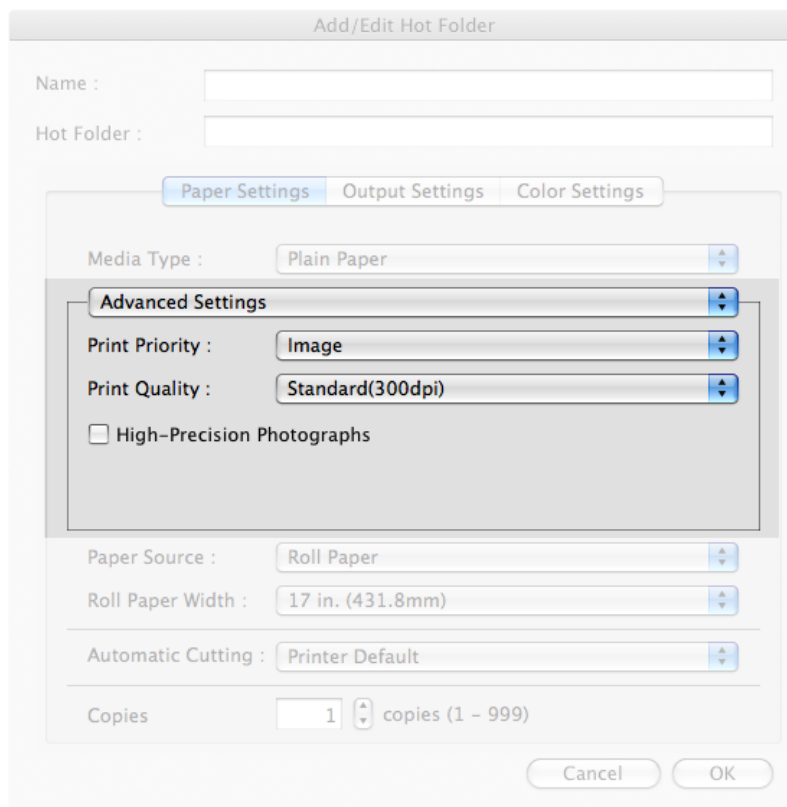 Add/Edit Hot Folder
Name :
Hot Folder :
Paper Settings Output Settings Color Settings
Media Type : Plain Paper
Advanced Settings
Print Priority : Image
Print Quality : Standard(300dpi)
High-Precision Photographs
Paper Source : Roll Paper
Roll Paper Width : 17 in. (431.8mm)
Automatic Cutting : Printer Default
Copies 1 copies (1 - 999)
Cancel OK